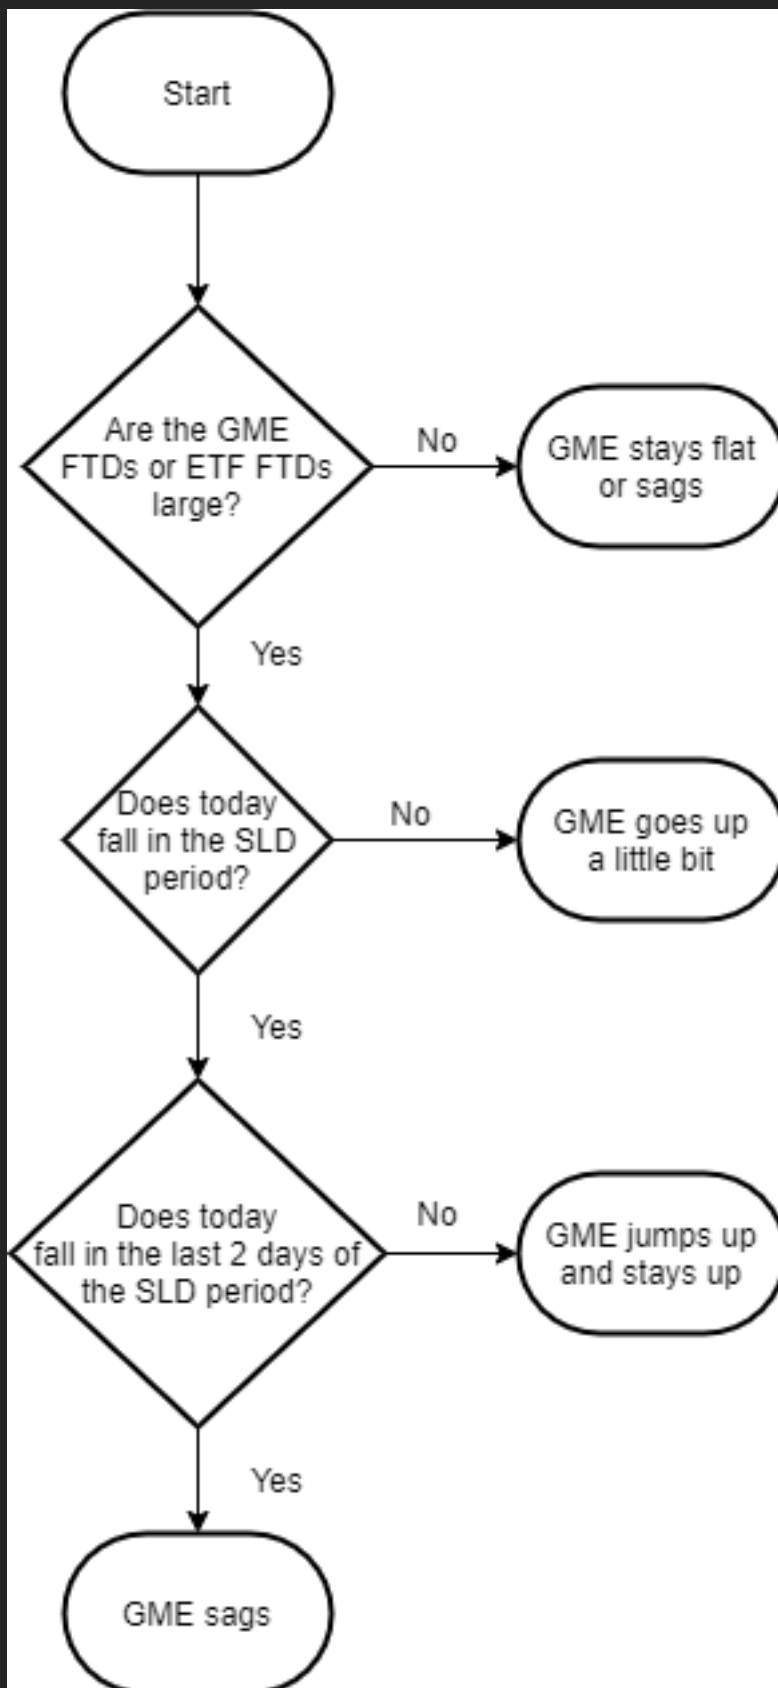 Start
Are the GME
FTDs or ETF FTDs
large?
No
GME stays flat
or sags
Yes
Does today
fall in the SLD
period?
No
GME goes up
a little bit
Yes
Does today
fall in the last 2 days of
the SLD period?
No
GME jumps up
and stays up
Yes
GME sags